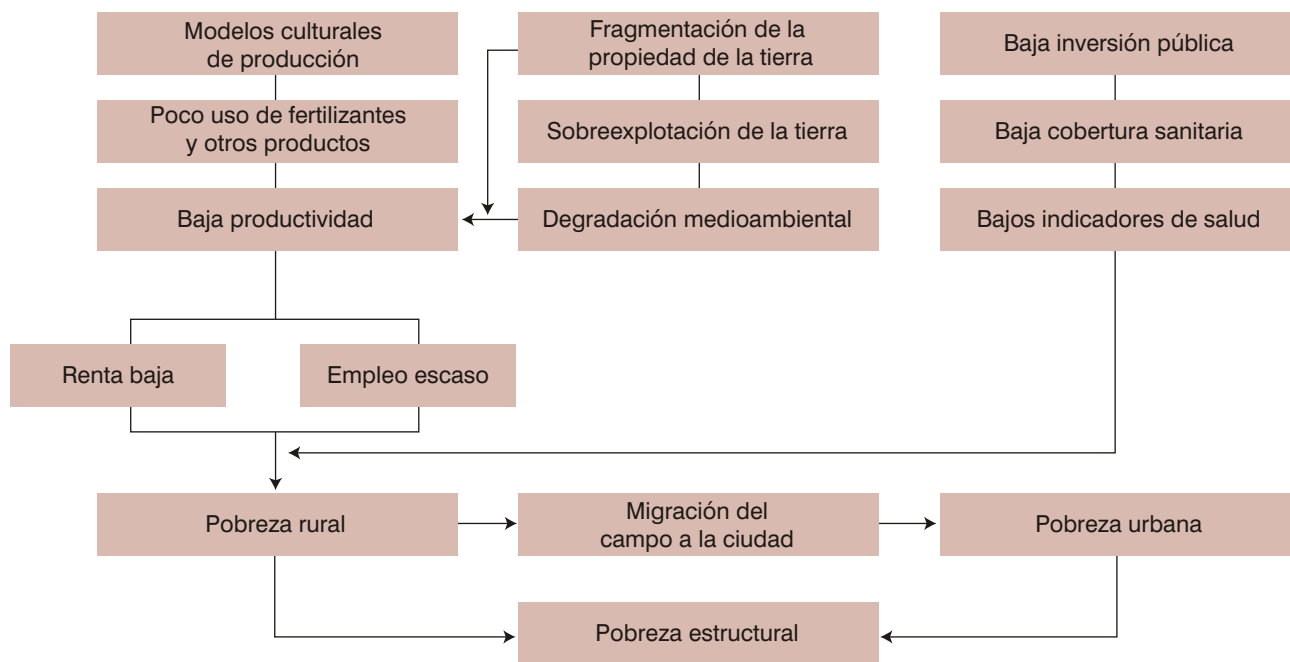 Modelos culturales
de producción
Fragmentación de la
propiedad de la tierra
Baja inversión pública
Poco uso de fertilizantes
y otros productos
Sobreexplotación de la tierra
Baja cobertura sanitaria
Baja productividad
Degradación medioambiental
Bajos indicadores de salud
Renta baja
Empleo escaso
Pobreza rural
Migración del
campo a la ciudad
Pobreza urbana
Pobreza estructural